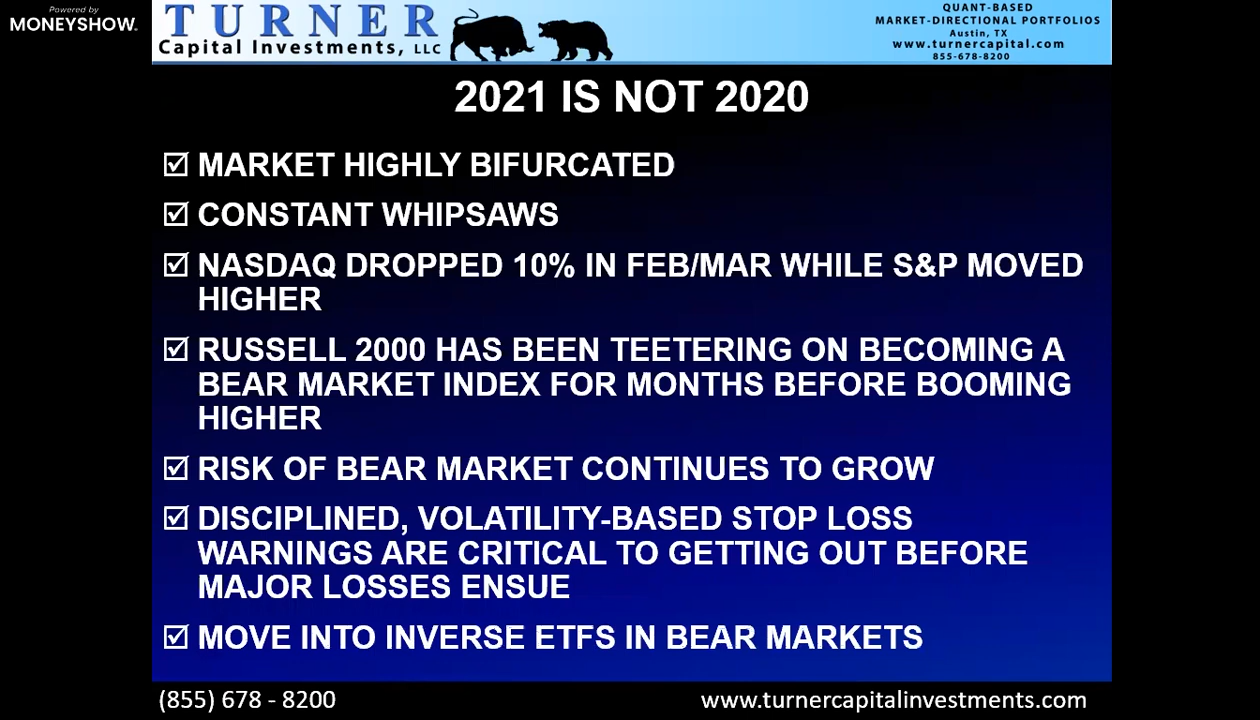 Powered by
MONEYSHOW.
TURNER
Capital Investments, LLC
QUANT-BASED
MARKET-DIRECTIONAL PORTFOLIOS
Austin, TX
www.turnercapital.com
855-678-8200
2021 IS NOT 2020
☑ MARKET HIGHLY BIFURCATED
☑ CONSTANT WHIPSAWS
☑ NASDAQ DROPPED 10% IN FEB/MAR WHILE S&P MOVED
HIGHER
☑ RUSSELL 2000 HAS BEEN TEETERING ON BECOMING A
BEAR MARKET INDEX FOR MONTHS BEFORE BOOMING
HIGHER
☑ RISK OF BEAR MARKET CONTINUES TO GROW
☑ DISCIPLINED, VOLATILITY-BASED STOP LOSS
WARNINGS ARE CRITICAL TO GETTING OUT BEFORE
MAJOR LOSSES ENSUE
☑ MOVE INTO INVERSE ETFS IN BEAR MARKETS
(855) 678 - 8200
www.turnercapitalinvestments.com